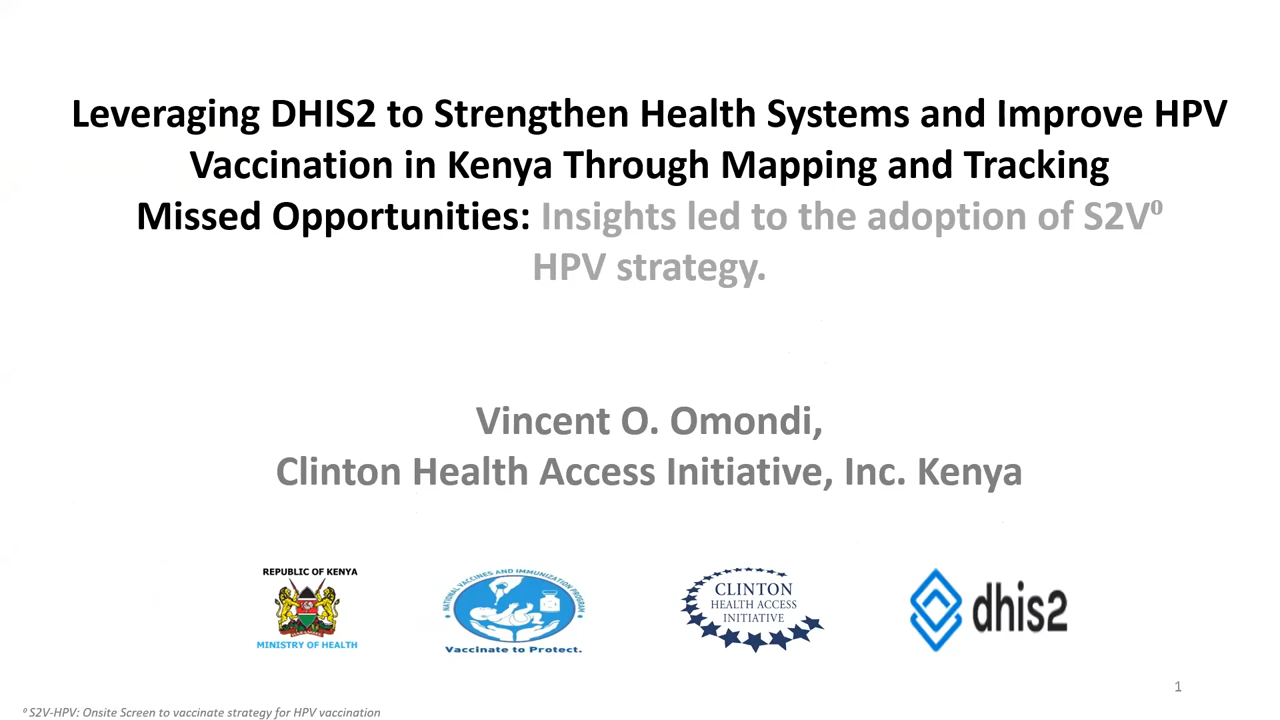 Leveraging DHIS2 to Strengthen Health Systems and Improve HPV
Vaccination in Kenya Through Mapping and Tracking
Missed Opportunities: Insights led to the adoption of S2V⁰
HPV strategy.
Vincent O. Omondi,
Clinton Health Access Initiative, Inc. Kenya
REPUBLIC OF KENYA
MINISTRY OF HEALTH
NATIONAL VACCINES AND IMMUNIZATION PROGRAM
Vaccinate to Protect.
CLINTON
HEALTH ACCESS
INITIATIVE
dhis2
1
⁰ S2V-HPV: Onsite Screen to vaccinate strategy for HPV vaccination